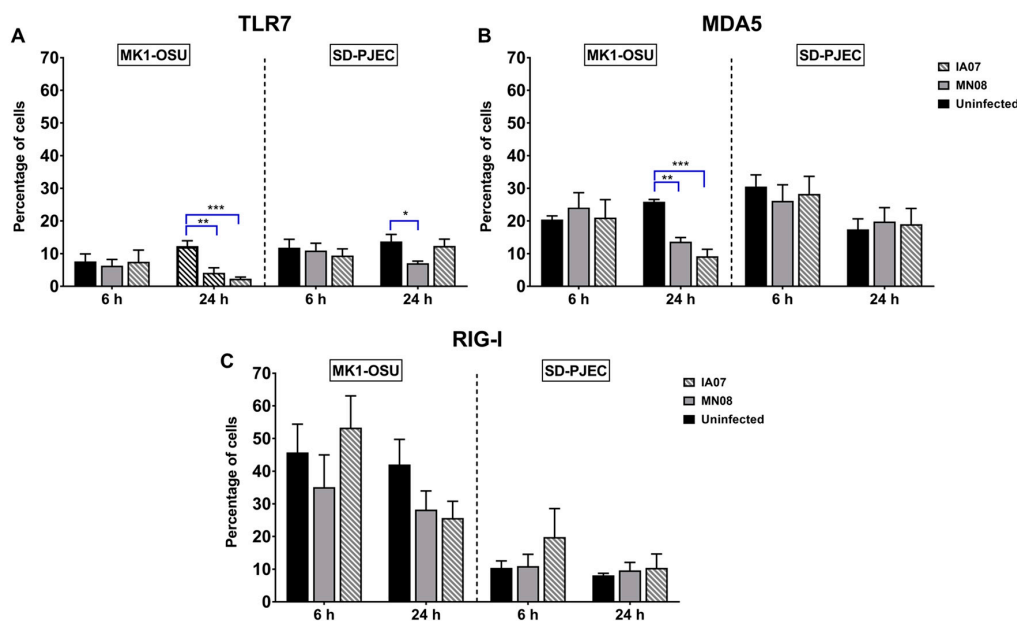 TLR7
A
MK1-OSU
SD-PJEC
Percentage of cells
70
60
50
40
30
20
10
0
***
**
*
6 h
24 h
6 h
24 h
MDA5
B
MK1-OSU
SD-PJEC
Percentage of cells
70
60
50
40
30
20
10
0
***
**
6 h
24 h
6 h
24 h
IA07
MN08
Uninfected
RIG-I
C
MK1-OSU
SD-PJEC
Percentage of cells
70
60
50
40
30
20
10
0
6 h
24 h
6 h
24 h
IA07
MN08
Uninfected